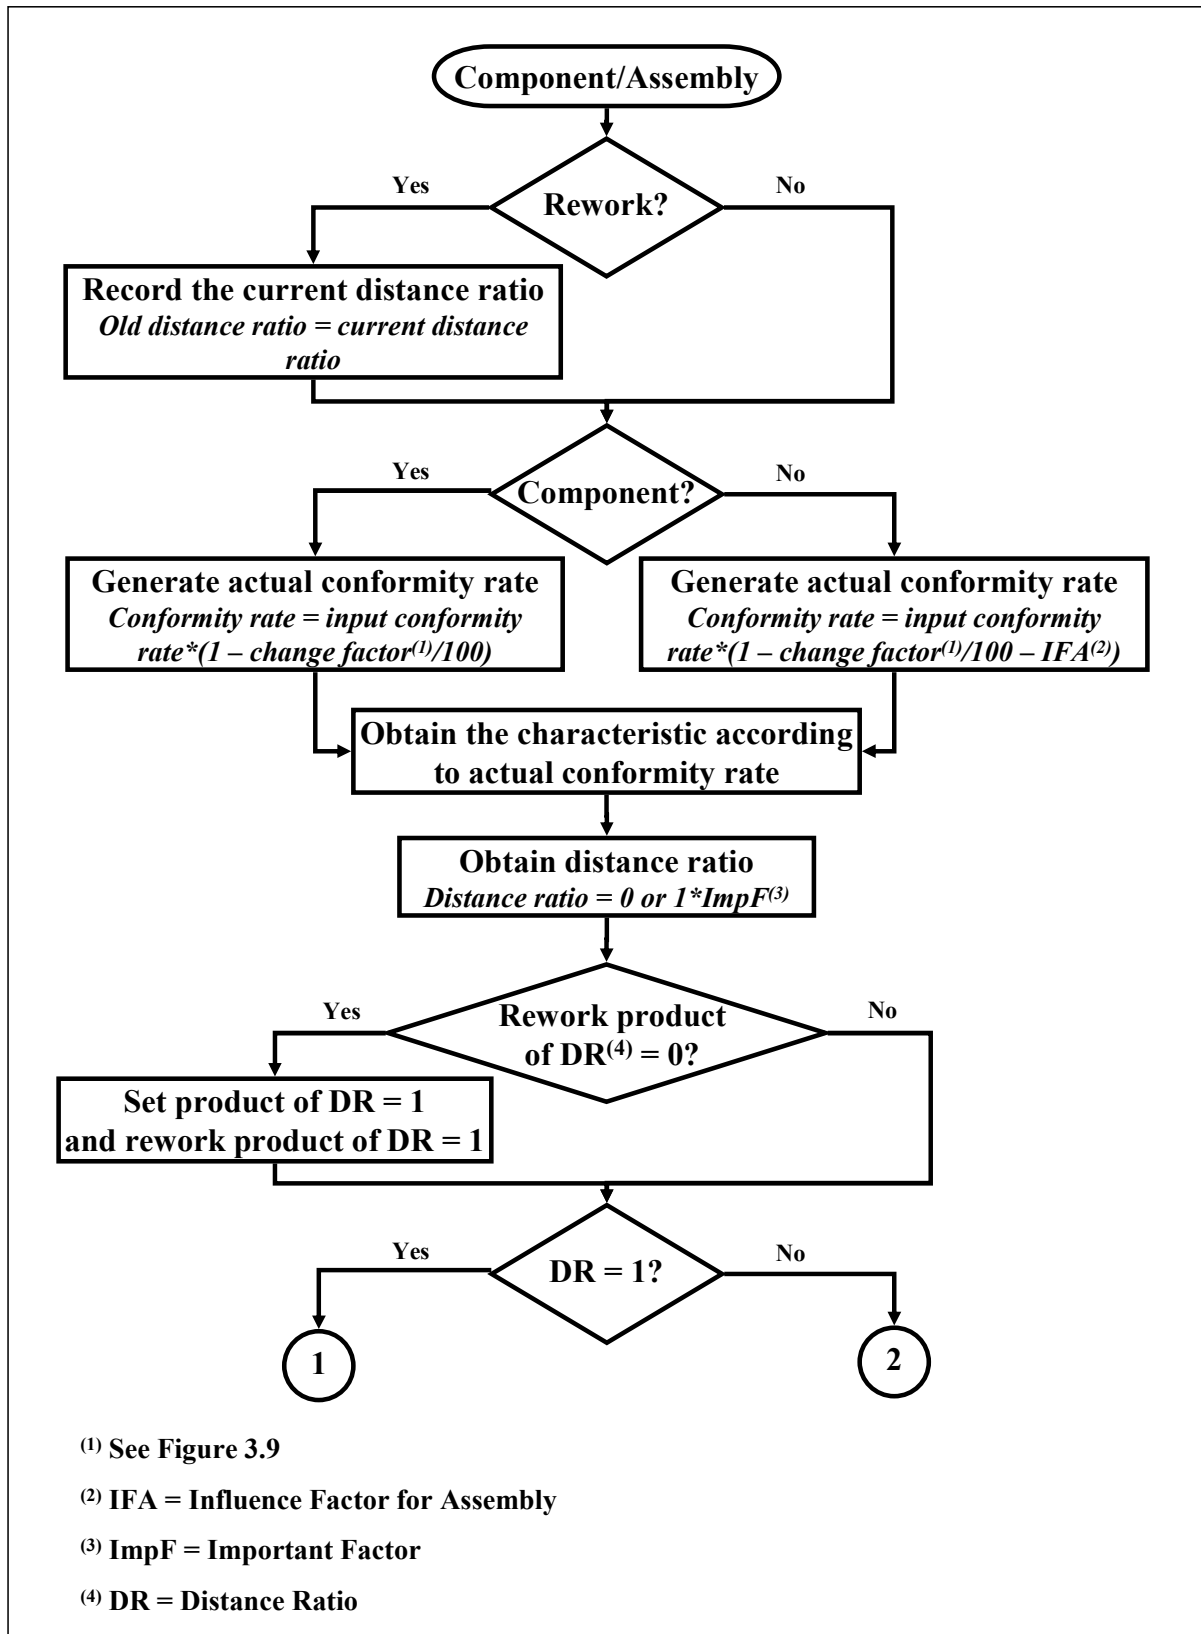 Component/Assembly
Rework?
Yes
No
Record the current distance ratio
Old distance ratio = current distance
ratio
Component?
Yes
No
Generate actual conformity rate
Conformity rate = input conformity
rate*(1 – change factor(1)/100)
Generate actual conformity rate
Conformity rate = input conformity
rate*(1 – change factor(1)/100 – IFA(2))
Obtain the characteristic according
to actual conformity rate
Obtain distance ratio
Distance ratio = 0 or 1*ImpF(3)
Rework product
of DR(4) = 0?
Yes
No
Set product of DR = 1
and rework product of DR = 1
DR = 1?
Yes
No
1
2
(1) See Figure 3.9
(2) IFA = Influence Factor for Assembly
(3) ImpF = Important Factor
(4) DR = Distance Ratio